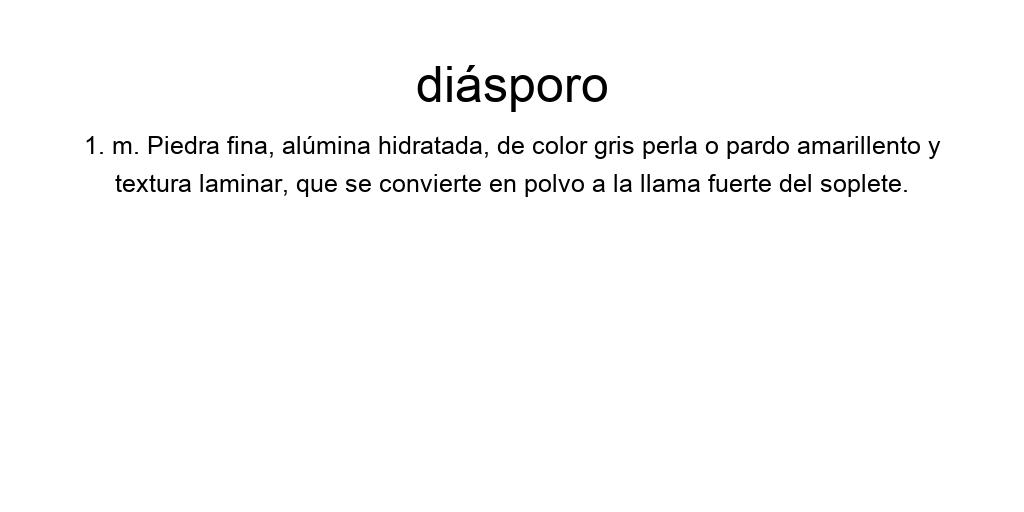 diásporo
1. m. Piedra fina, alúmina hidratada, de color gris perla o pardo amarillento y
textura laminar, que se convierte en polvo a la llama fuerte del soplete.